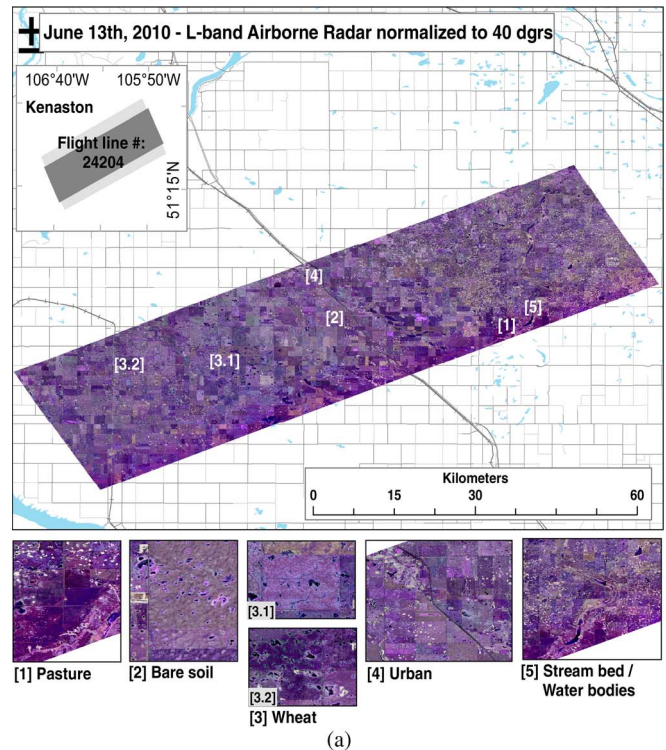 June 13th, 2010 - L-band Airborne Radar normalized to 40 dgrs
106°40'W 105°50'W
Kenaston
Flight line #:
24204
51°15'N
[4]
[5]
[2]
[1]
[3.2]
[3.1]
Kilometers
0 15 30 45 60
[3.1]
[3.2]
[1] Pasture
[2] Bare soil
[3] Wheat
[4] Urban
[5] Stream bed /
Water bodies
(a)